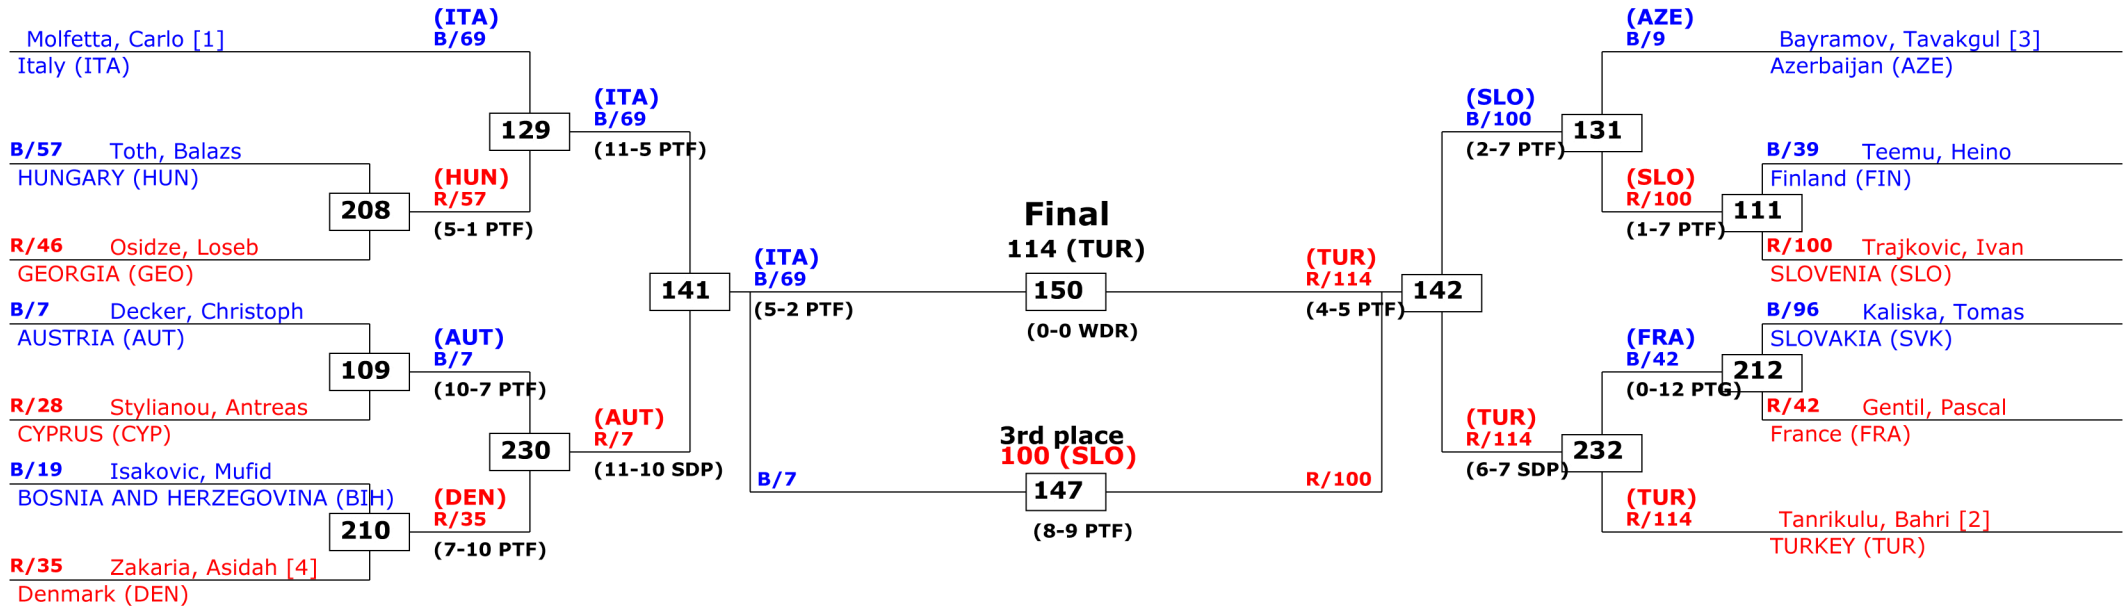 (ITA)
B/69
Molfetta, Carlo [1]
Italy (ITA)
B/57 Toth, Balazs
HUNGARY (HUN)
R/46 Osidze, Loseb
GEORGIA (GEO)
B/7 Decker, Christoph
AUSTRIA (AUT)
R/28 Stylianou, Antreas
CYPRUS (CYP)
B/19 Isakovic, Mufid
BOSNIA AND HERZEGOVINA (BIH)
R/35 Zakaria, Asidah [4]
Denmark (DEN)
208
(HUN)
R/57
(5-1 PTF)
109
(AUT)
B/7
(10-7 PTF)
210
(DEN)
R/35
(7-10 PTF)
129
(ITA)
B/69
(11-5 PTF)
230
(AUT)
R/7
(11-10 SDP)
141
(ITA)
B/69
(5-2 PTF)
B/7
Final
114 (TUR)
150
(0-0 WDR)
3rd place
100 (SLO)
147
(8-9 PTF)
(TUR)
R/114
(4-5 PTF)
142
R/100
(SLO)
B/100
(2-7 PTF)
131
(TUR)
R/114
(6-7 SDP)
232
(AZE)
B/9
Bayramov, Tavakgul [3]
Azerbaijan (AZE)
(SLO)
R/100
(1-7 PTF)
111
B/39 Teemu, Heino
Finland (FIN)
R/100 Trajkovic, Ivan
SLOVENIA (SLO)
(FRA)
B/42
(0-12 PTG)
212
B/96 Kaliska, Tomas
SLOVAKIA (SVK)
R/42 Gentil, Pascal
France (FRA)
(TUR)
R/114
Tanrikulu, Bahri [2]
TURKEY (TUR)